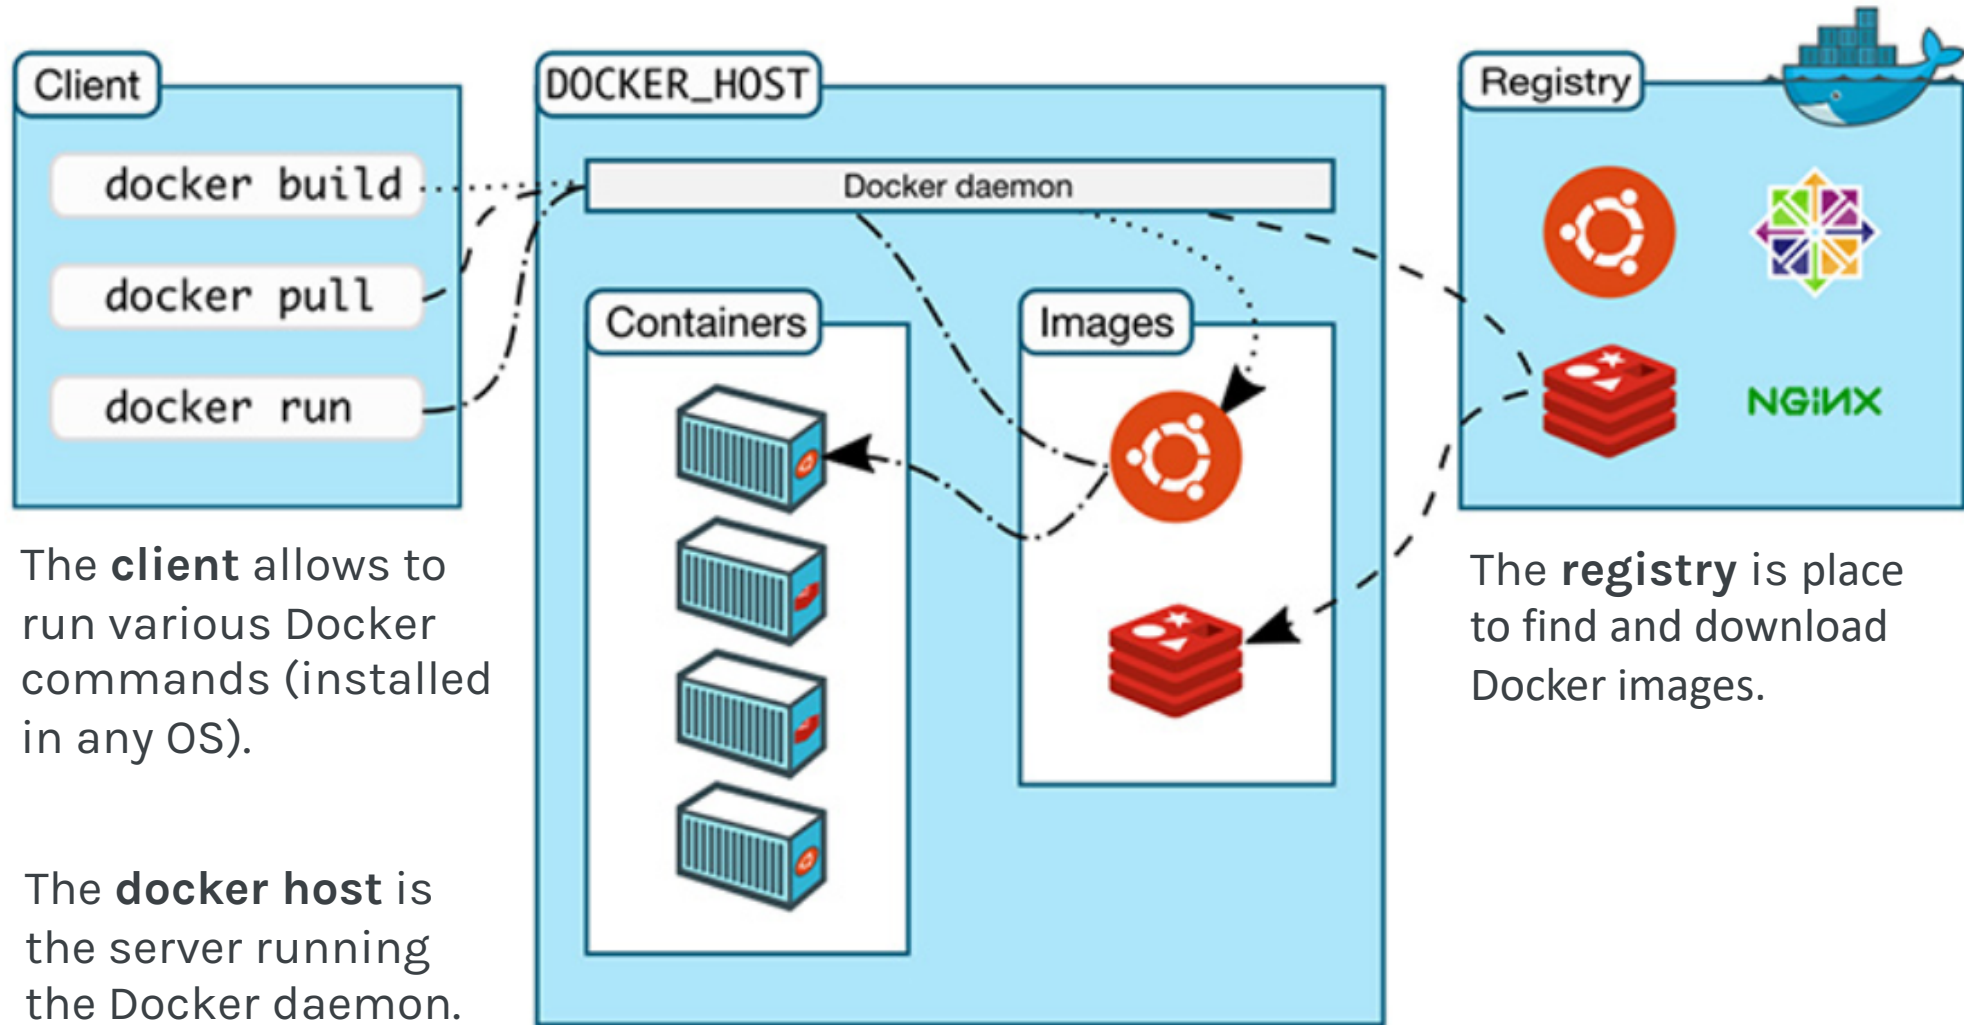 Client
docker build
docker pull
docker run
The client allows to
run various Docker
commands (installed
in any OS).
The docker host is
the server running
the Docker daemon.
DOCKER_HOST
Docker daemon
Containers
Images
Registry
NGiNX
The registry is place
to find and download
Docker images.